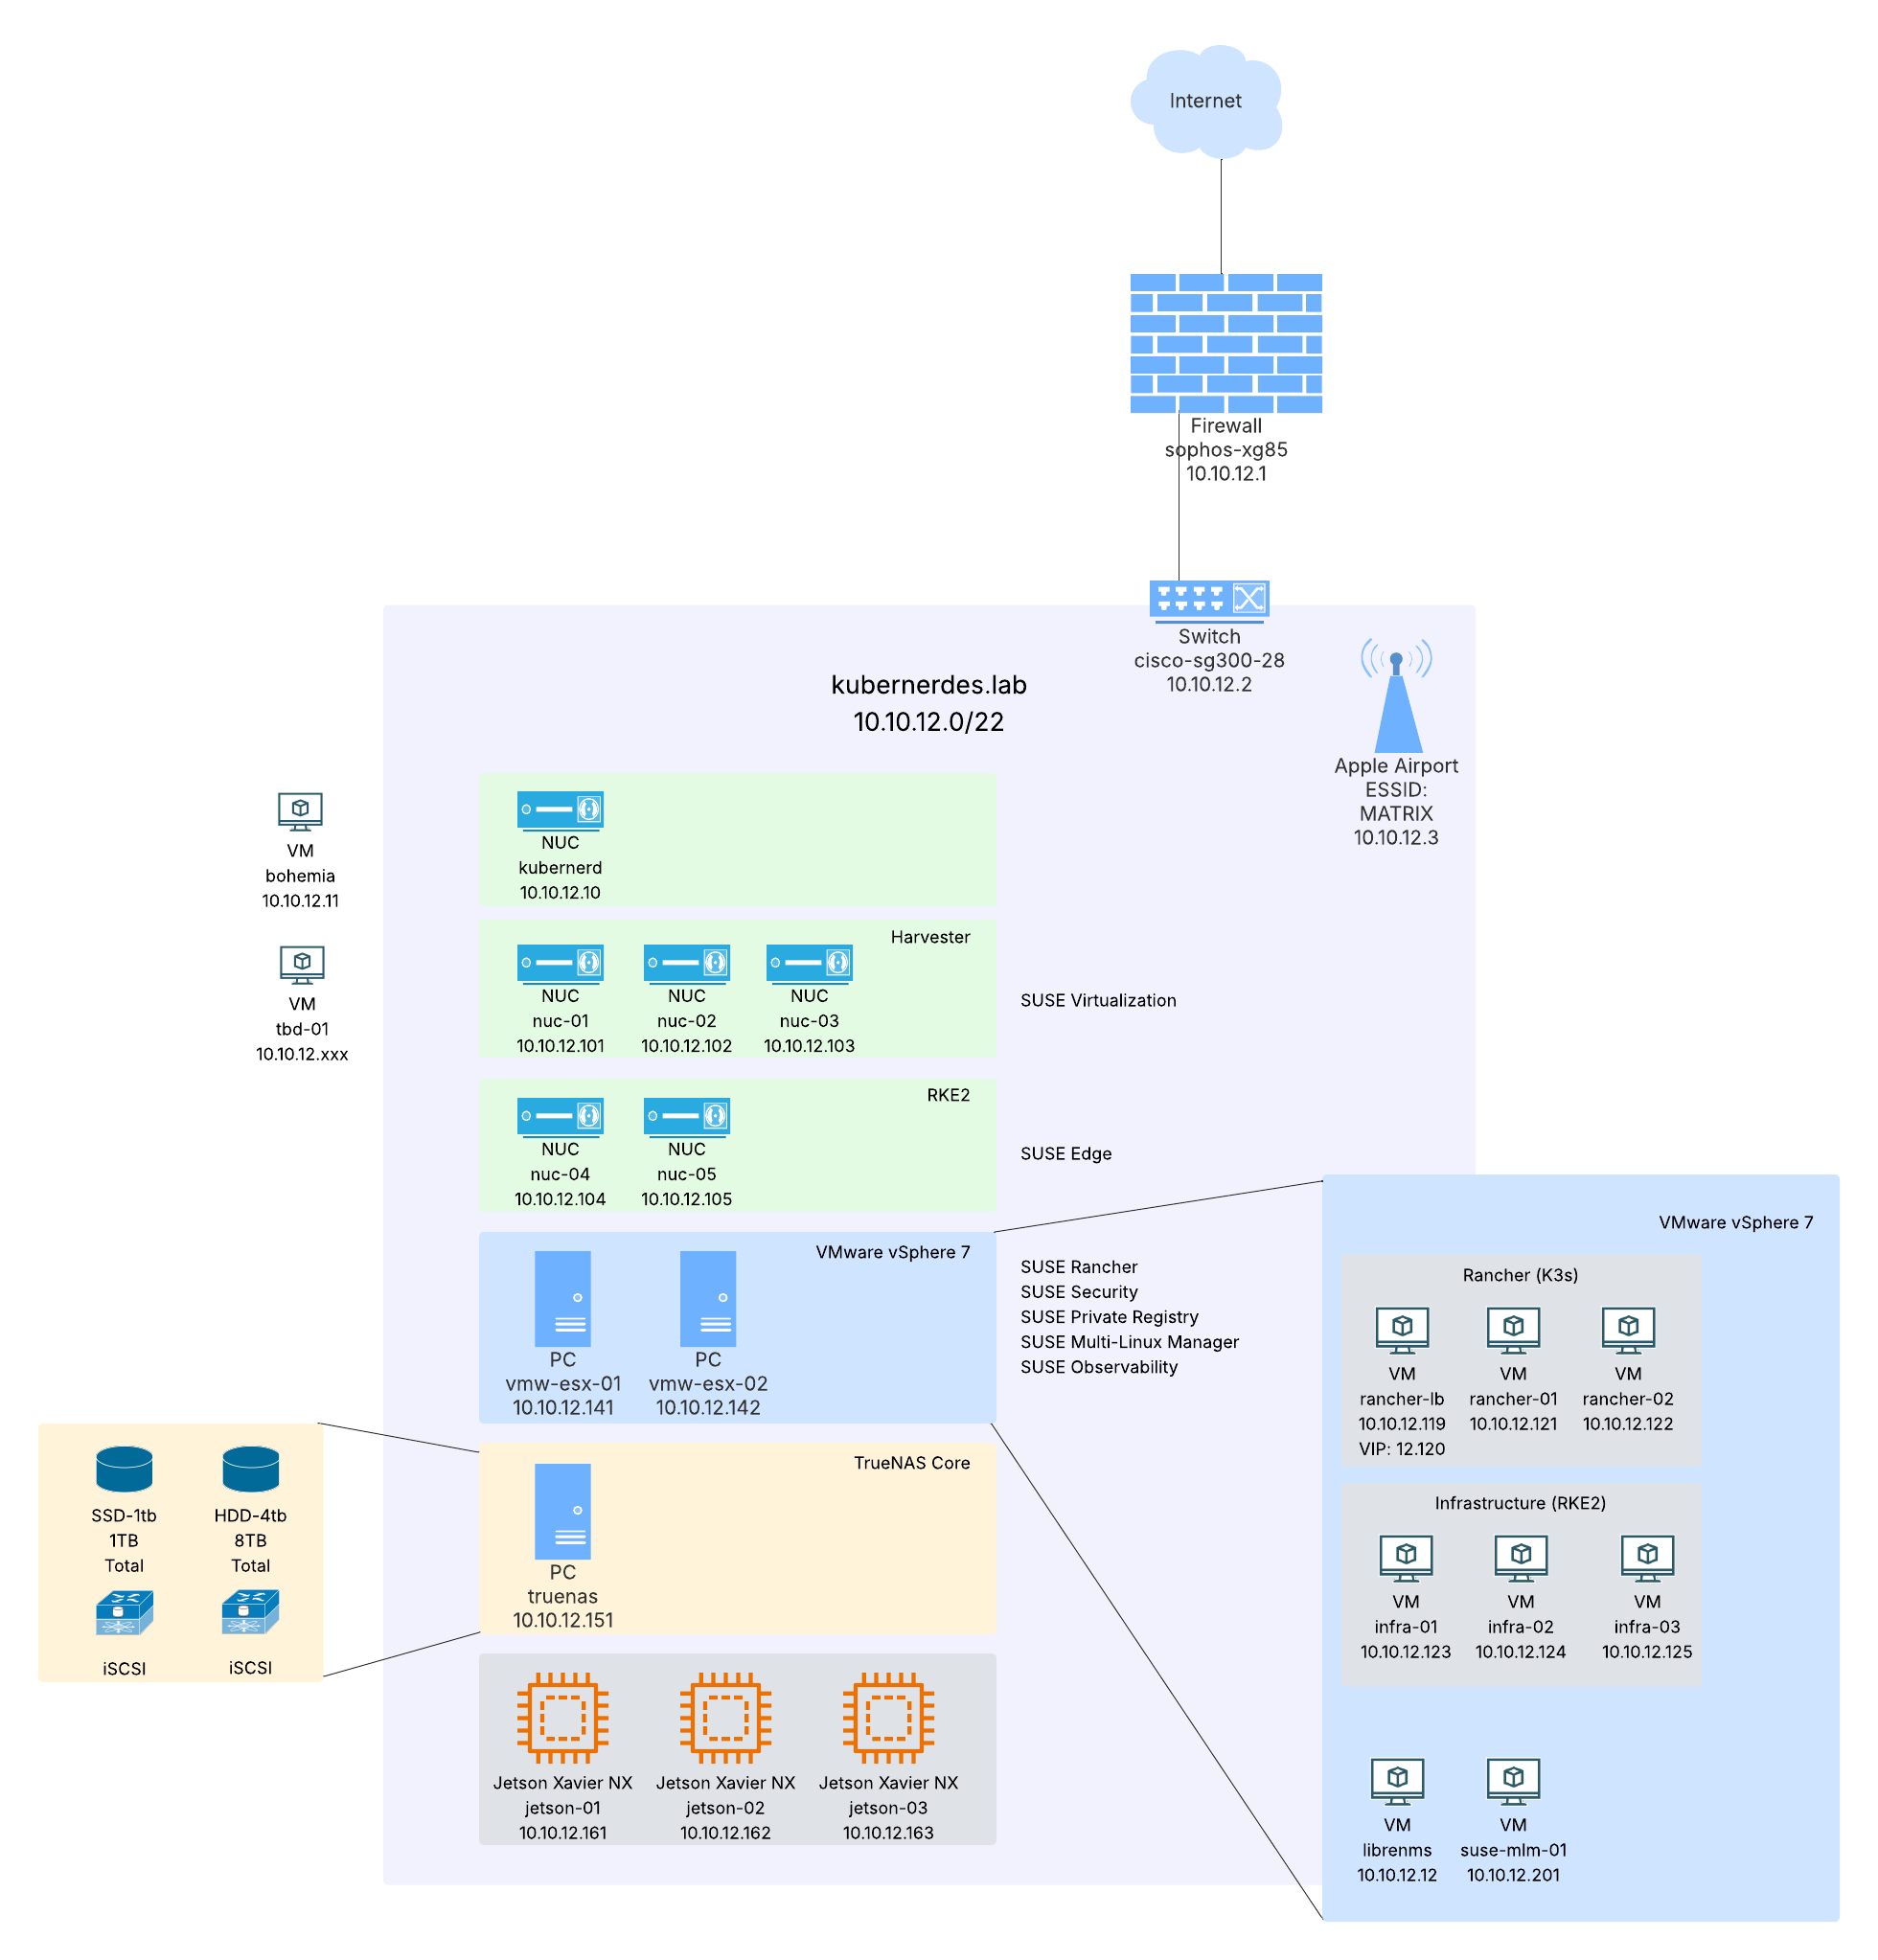 Internet
Firewall
sophos-xg85
10.10.12.1
Switch
cisco-sg300-28
10.10.12.2
kubernerdes.lab
10.10.12.0/22
Apple Airport
ESSID:
MATRIX
10.10.12.3
VM
bohemia
10.10.12.11
VM
tbd-01
10.10.12.xxx
NUC
kubernerd
10.10.12.10
Harvester
NUC
nuc-01
10.10.12.101
NUC
nuc-02
10.10.12.102
NUC
nuc-03
10.10.12.103
SUSE Virtualization
RKE2
NUC
nuc-04
10.10.12.104
NUC
nuc-05
10.10.12.105
SUSE Edge
VMware vSphere 7
PC
vmw-esx-01
10.10.12.141
PC
vmw-esx-02
10.10.12.142
SUSE Rancher
SUSE Security
SUSE Private Registry
SUSE Multi-Linux Manager
SUSE Observability
TrueNAS Core
PC
truenas
10.10.12.151
SSD-1tb
1TB
Total
iSCSI
HDD-4tb
8TB
Total
iSCSI
Jetson Xavier NX
jetson-01
10.10.12.161
Jetson Xavier NX
jetson-02
10.10.12.162
Jetson Xavier NX
jetson-03
10.10.12.163
VMware vSphere 7
Rancher (K3s)
VM
rancher-lb
10.10.12.119
VIP: 12.120
VM
rancher-01
10.10.12.121
VM
rancher-02
10.10.12.122
Infrastructure (RKE2)
VM
infra-01
10.10.12.123
VM
infra-02
10.10.12.124
VM
infra-03
10.10.12.125
VM
librenms
10.10.12.12
VM
suse-mlm-01
10.10.12.201